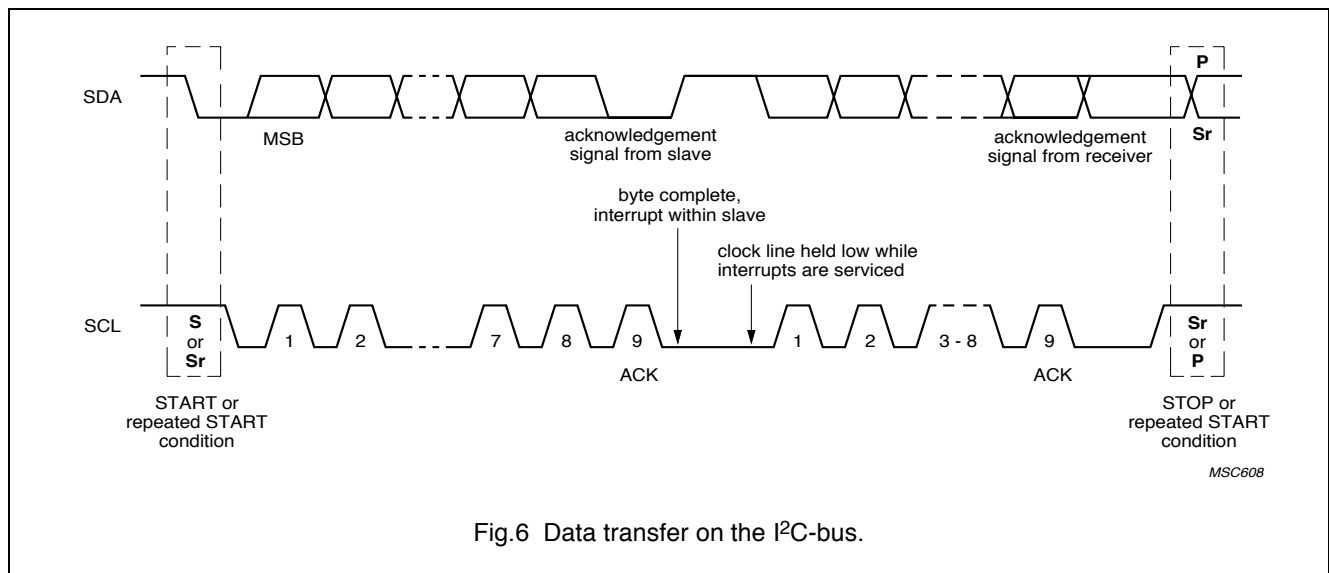 P
SDA
MSB
acknowledgement
signal from slave
acknowledgement
signal from receiver
Sr
byte complete,
interrupt within slave
clock line held low while
interrupts are serviced
SCL
S
or
Sr
1
2
7
8
9
1
2
3 - 8
9
Sr
or
P
ACK
ACK
START or
repeated START
condition
STOP or
repeated START
condition
MSC608
Fig.6 Data transfer on the I²C-bus.